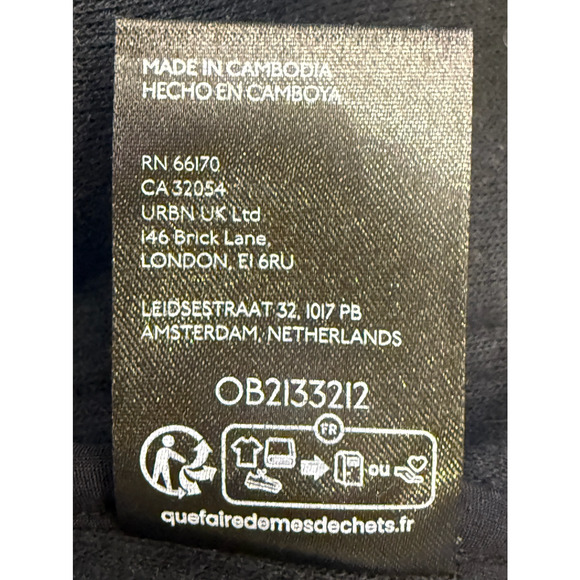 MADE IN CAMBODIA
HECHO EN CAMBOYA
RN 66170
CA 32054
URBN UK Ltd
146 Brick Lane,
LONDON, E1 6RU
LEIDSESTRAAT 32, 1017 PB
AMSTERDAM, NETHERLANDS
OB2133212
FR
ou
quefairedemesdechets.fr